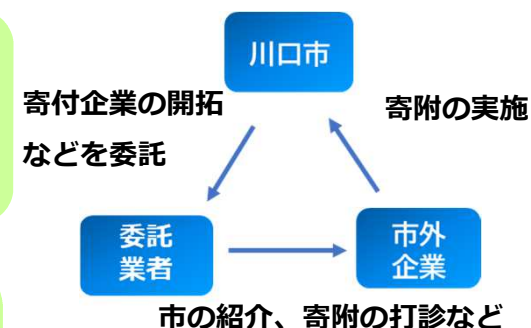 川口市
寄付企業の開拓
などを委託
寄附の実施
委託
業者
市外
企業
市の紹介、寄附の打診など